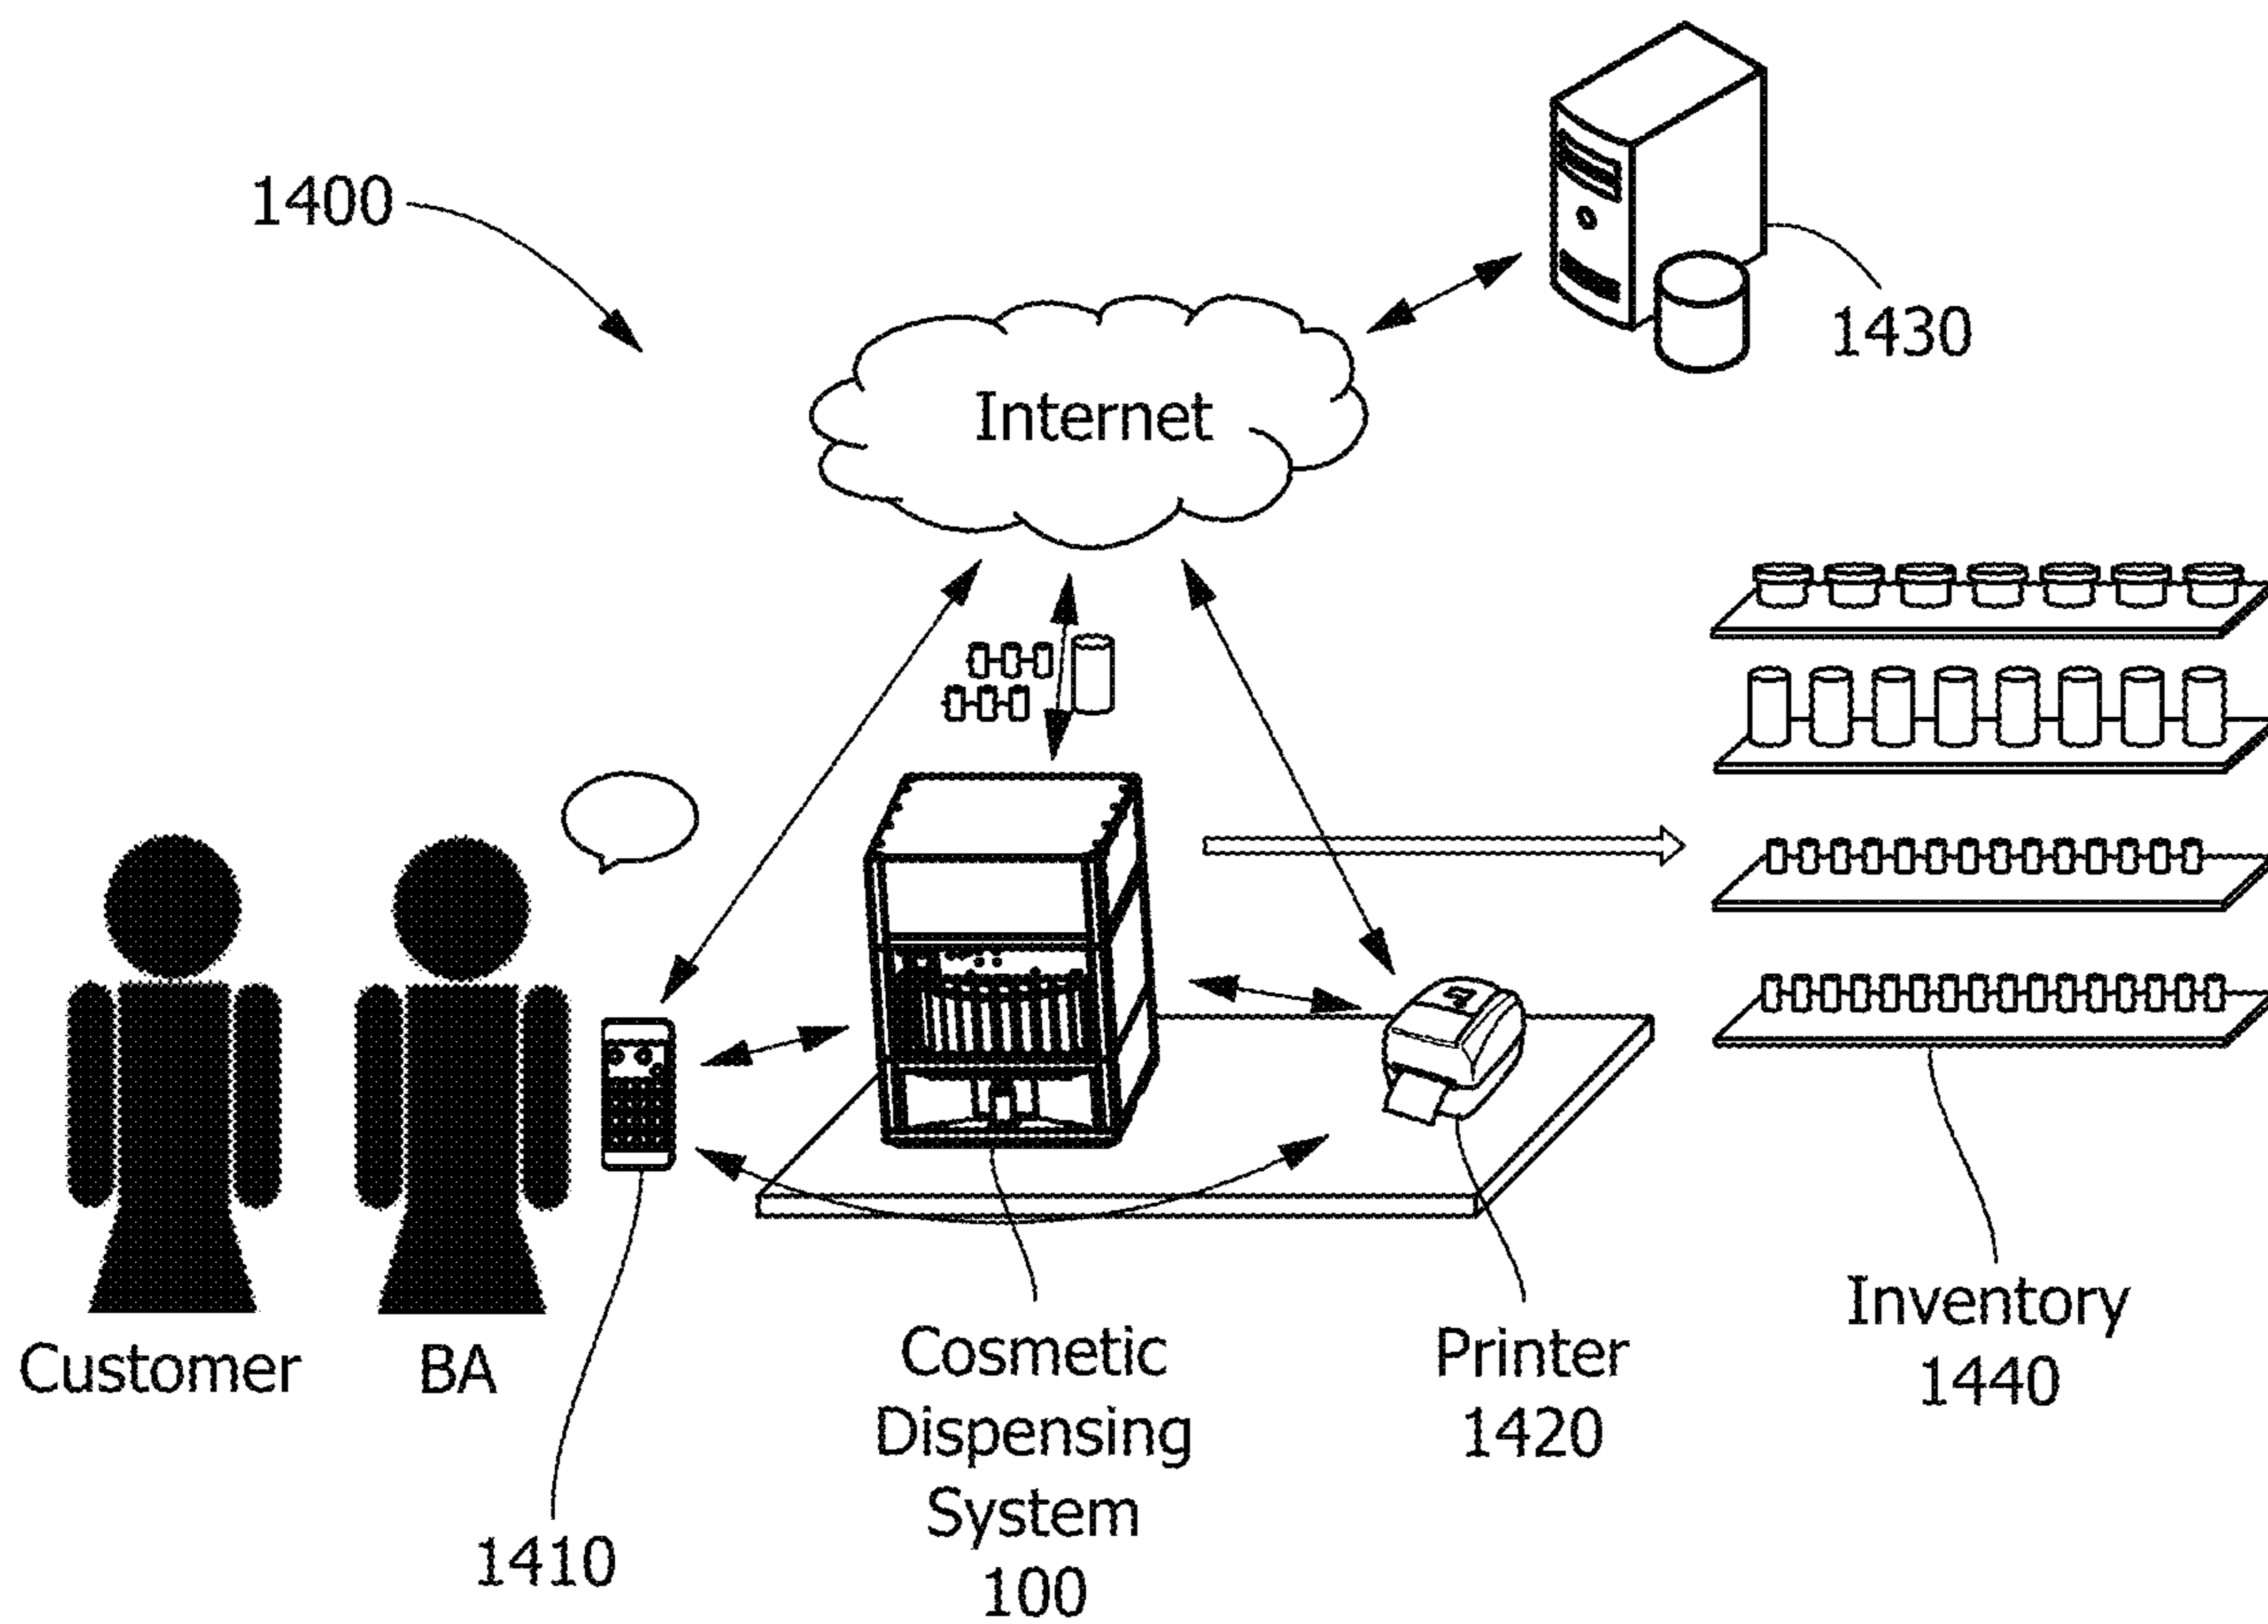 1400
1430
Internet
Customer
BA
1410
Cosmetic
Dispensing
System
100
Printer
1420
Inventory
1440